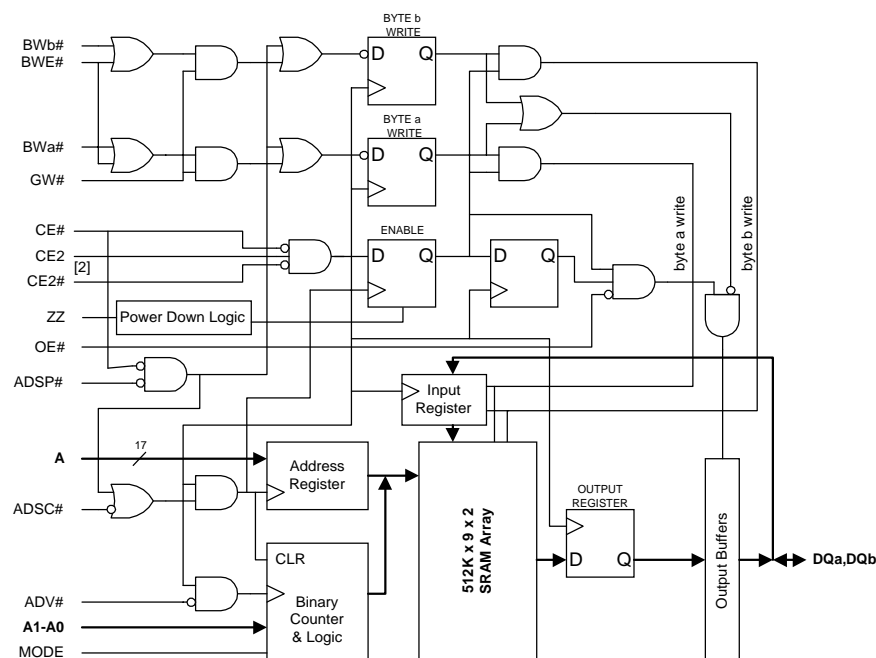 BYTE b
WRITE
BWb#
BWE#
D Q
BYTE a
WRITE
BWa#
GW#
D Q
CE#
CE2
[2]
CE2#
ENABLE
D Q
D Q
byte a write
byte b write
ZZ
Power Down Logic
OE#
ADSP#
Input
Register
A
17
Address
Register
ADSC#
OUTPUT
REGISTER
D Q
512K x 9 x 2
SRAM Array
Output Buffers
DQa,DQb
CLR
Binary
Counter
& Logic
ADV#
A1-A0
MODE